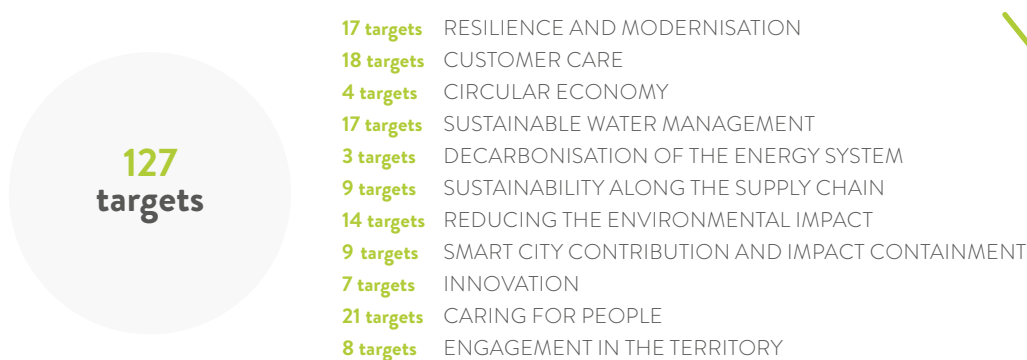 127
targets
17 targets RESILIENCE AND MODERNISATION
18 targets CUSTOMER CARE
4 targets CIRCULAR ECONOMY
17 targets SUSTAINABLE WATER MANAGEMENT
3 targets DECARBONISATION OF THE ENERGY SYSTEM
9 targets SUSTAINABILITY ALONG THE SUPPLY CHAIN
14 targets REDUCING THE ENVIRONMENTAL IMPACT
9 targets SMART CITY CONTRIBUTION AND IMPACT CONTAINMENT
7 targets INNOVATION
21 targets CARING FOR PEOPLE
8 targets ENGAGEMENT IN THE TERRITORY